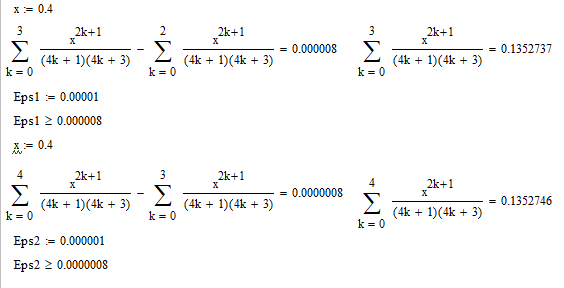 x := 0.4
3 ∑ k = 0 x^(2k+1) / (4k + 1)(4k + 3) − 2 ∑ k = 0 x^(2k+1) / (4k + 1)(4k + 3) = 0.000008 3 ∑ k = 0 x^(2k+1) / (4k + 1)(4k + 3) = 0.1352737
Eps1 := 0.00001
Eps1 ≥ 0.000008
x := 0.4
4 ∑ k = 0 x^(2k+1) / (4k + 1)(4k + 3) − 3 ∑ k = 0 x^(2k+1) / (4k + 1)(4k + 3) = 0.0000008 4 ∑ k = 0 x^(2k+1) / (4k + 1)(4k + 3) = 0.1352746
Eps2 := 0.000001
Eps2 ≥ 0.0000008